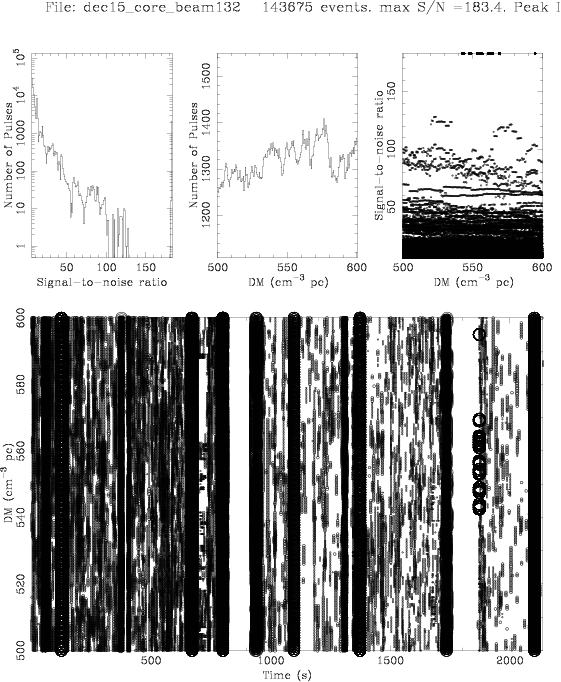 File: dec15_core_beam132 143675 events. max S/N =183.4. Peak I
Number of Pulses
10^5
10^4
1000
100
10
1
50 100 150
Signal-to-noise ratio
Number of Pulses
1500
1400
1300
1200
500 550 600
DM (cm^-3 pc)
Signal-to-noise ratio
150
100
50
500 550 600
DM (cm^-3 pc)
DM (cm^-3 pc)
600
580
560
540
520
500
500 1000 1500 2000
Time (s)